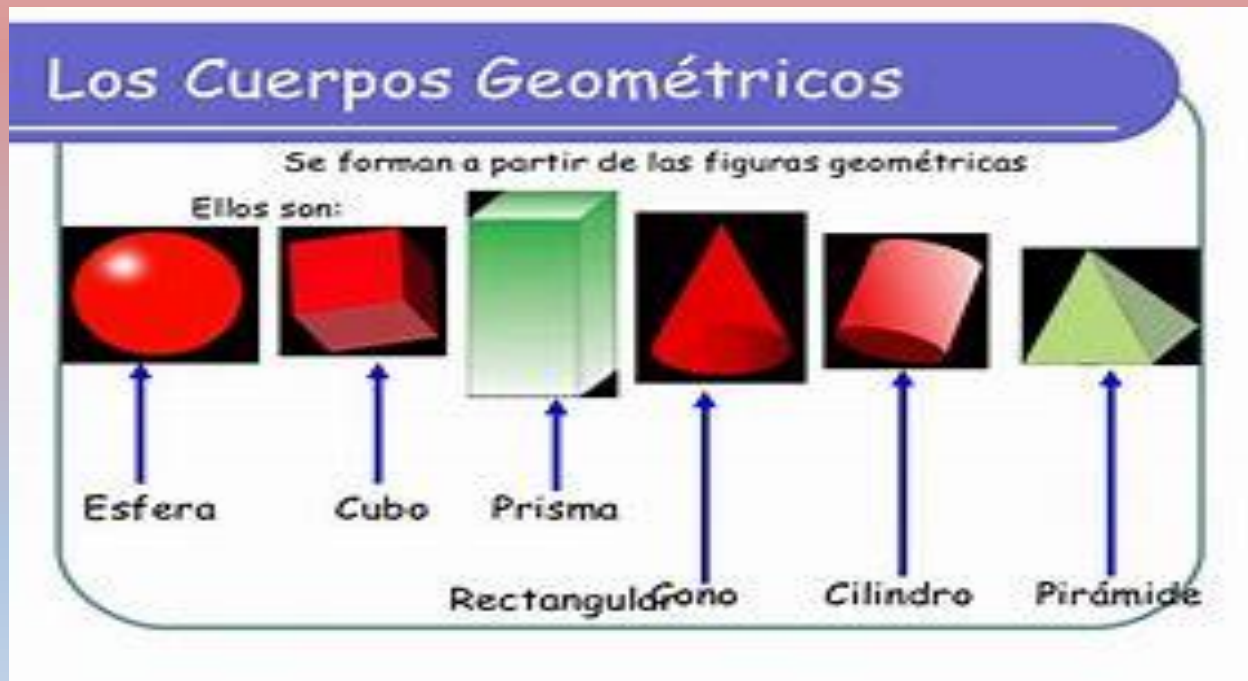 Los Cuerpos Geométricos
Se forman a partir de las figuras geométricas
Ellos son:
Esfera
Cubo
Prisma
Rectangular
Cono
Cilindro
Pirámide